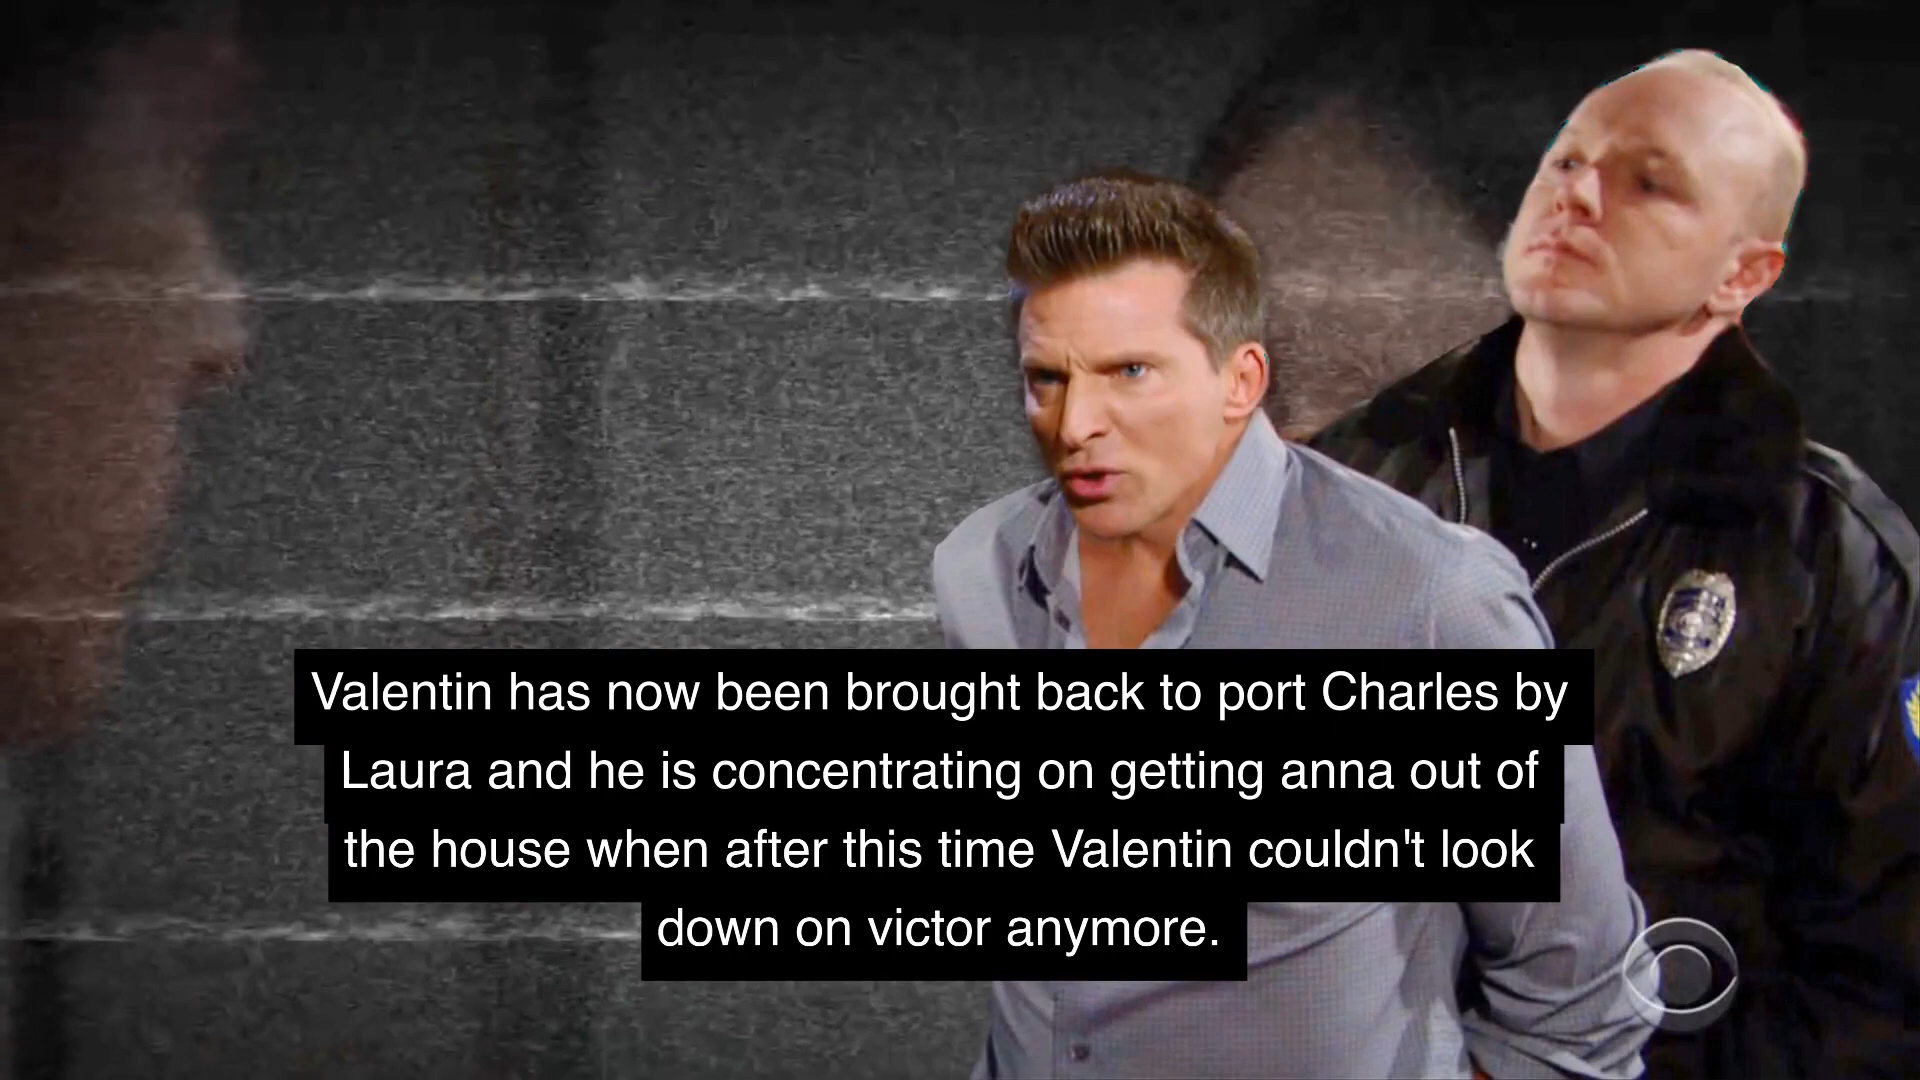 Valentin has now been brought back to port Charles by
Laura and he is concentrating on getting anna out of
the house when after this time Valentin couldn't look
down on victor anymore.